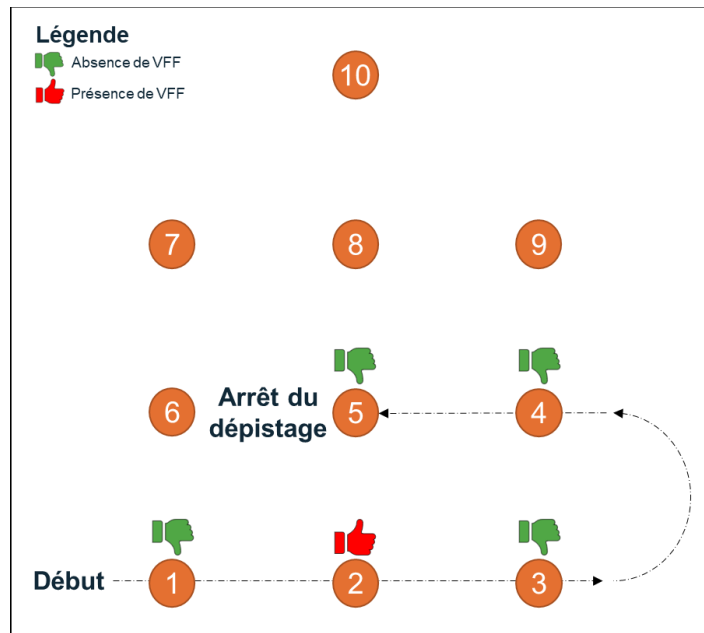 Légende
Absence de VFF
Présence de VFF
10
7 8 9
6 Arrêt du dépistage 5 4
Début 1 2 3